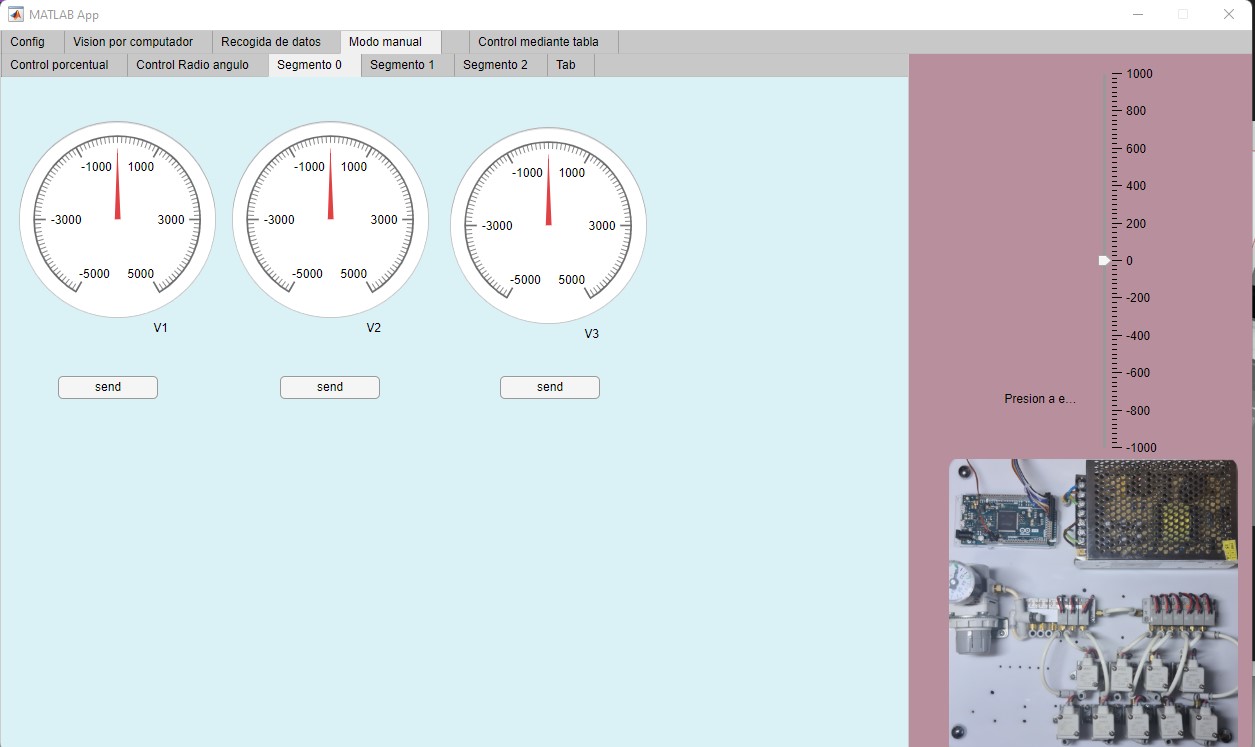 MATLAB App
Config Vision por computador Recogida de datos Modo manual Control mediante tabla
Control porcentual Control Radio angulo Segmento 0 Segmento 1 Segmento 2 Tab
-1000 1000
-3000 3000
-5000 5000
V1
send
-1000 1000
-3000 3000
-5000 5000
V2
send
-1000 1000
-3000 3000
-5000 5000
V3
send
1000
800
600
400
200
0
-200
-400
-600
-800
-1000
Presion a e...